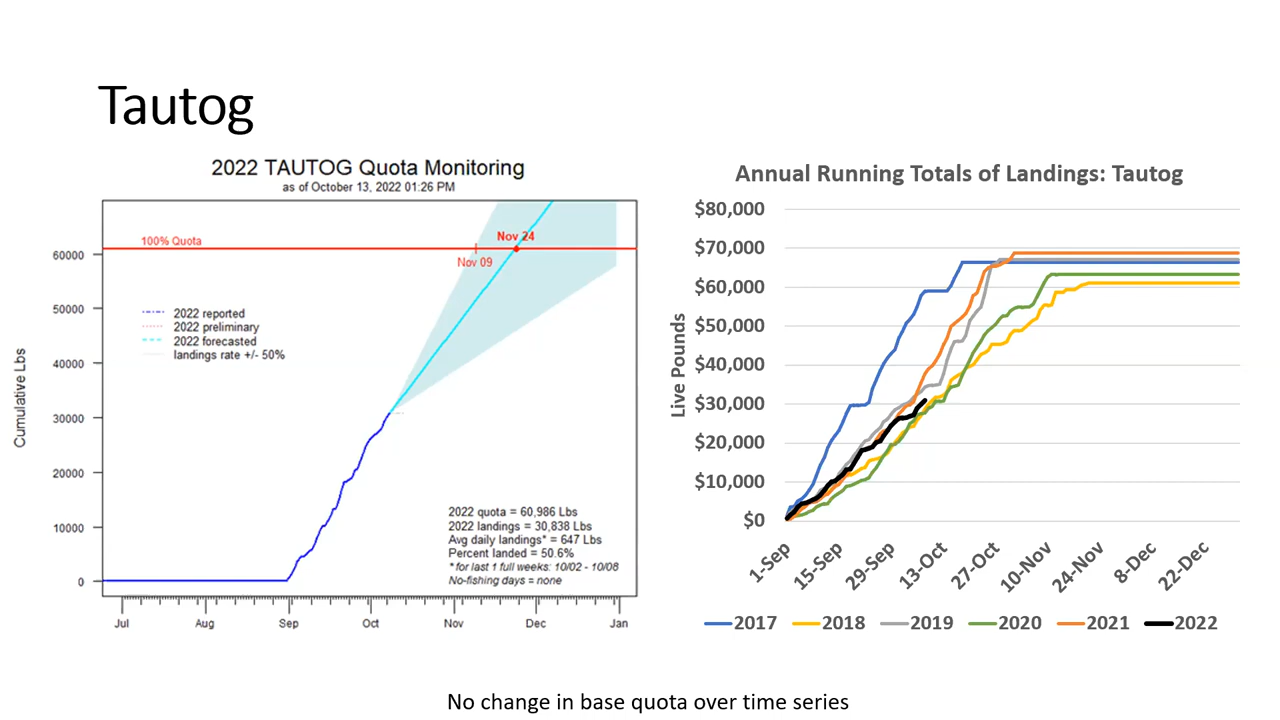 Tautog
2022 TAUTOG Quota Monitoring
as of October 13, 2022 01:26 PM
100% Quota
Nov 24
Nov 09
2022 reported
2022 preliminary
2022 forecasted
landings rate +/- 50%
Cumulative Lbs
60000
50000
40000
30000
20000
10000
0
2022 quota = 60,986 Lbs
2022 landings = 30,838 Lbs
Avg daily landings* = 647 Lbs
Percent landed = 50.6%
* for last 1 full weeks: 10/02 - 10/08
No-fishing days = none
Jul Aug Sep Oct Nov Dec Jan
Annual Running Totals of Landings: Tautog
Live Pounds
$80,000
$70,000
$60,000
$50,000
$40,000
$30,000
$20,000
$10,000
$0
1-Sep 15-Sep 29-Sep 13-Oct 27-Oct 10-Nov 24-Nov 8-Dec 22-Dec
2017 2018 2019 2020 2021 2022
No change in base quota over time series